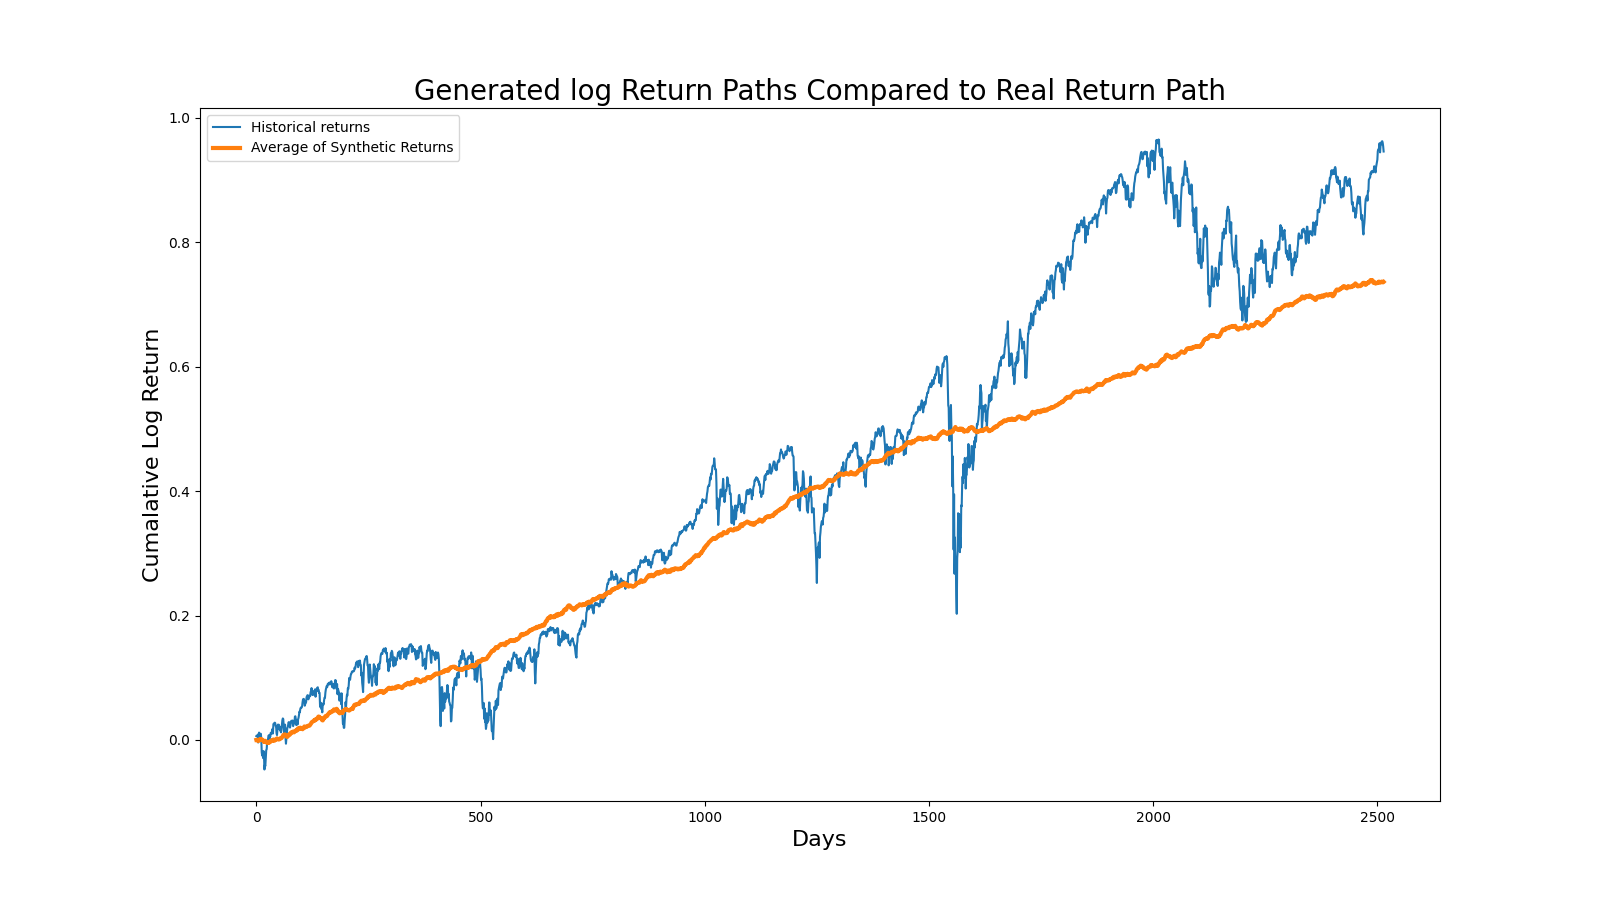 Generated log Return Paths Compared to Real Return Path
Historical returns
Average of Synthetic Returns
1.0
0.8
0.6
0.4
0.2
0.0
Cumalative Log Return
0 500 1000 1500 2000 2500
Days